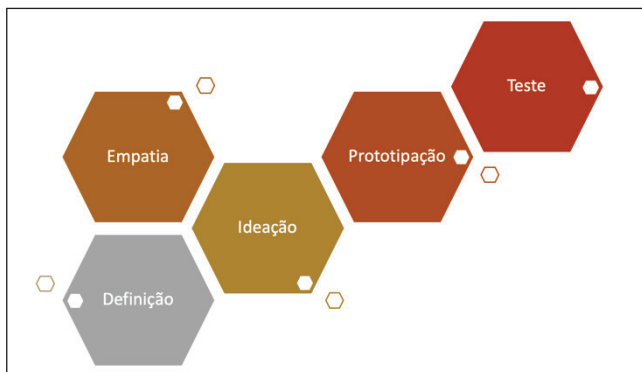 Teste
Empatia
Prototipação
Ideação
Definição